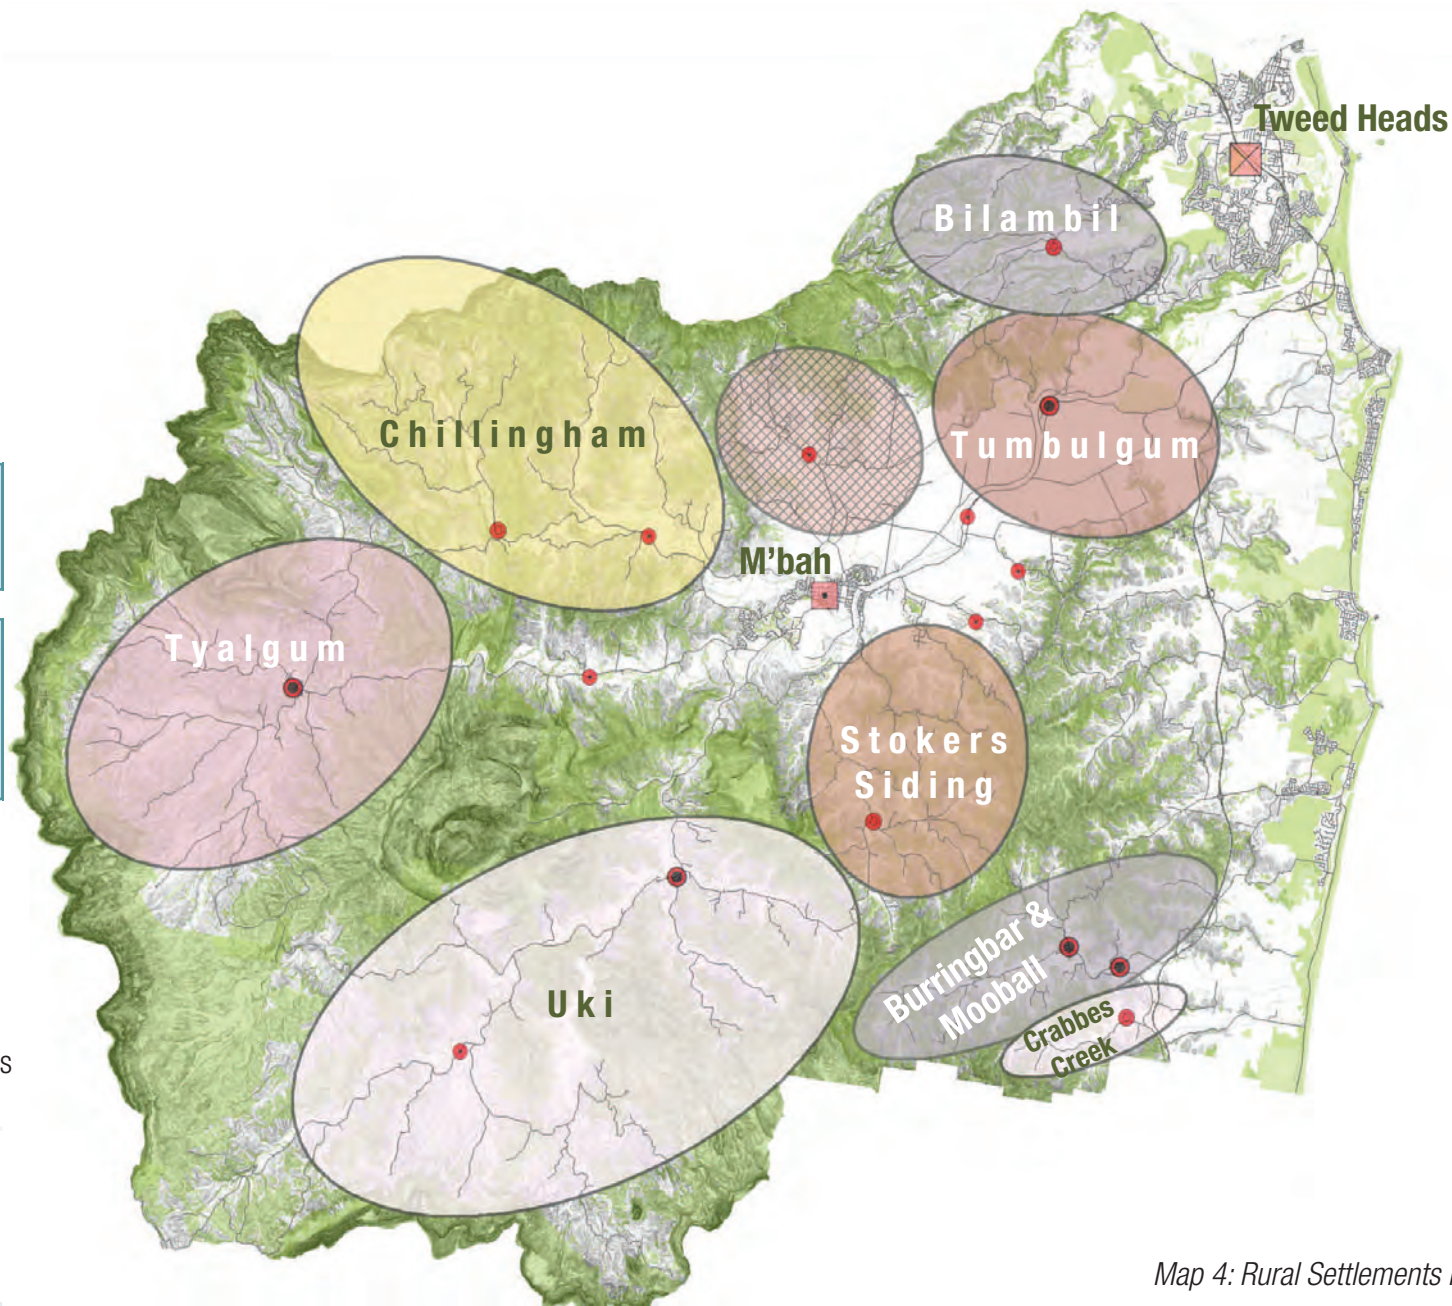 Tweed Heads
Bilambil
Chillingham
Tumbulgum
M'bah
Tyalgum
Stokers
Siding
Burringbar &
Mooball
Uki
Crabbes
Creek
s
Map 4: Rural Settlements